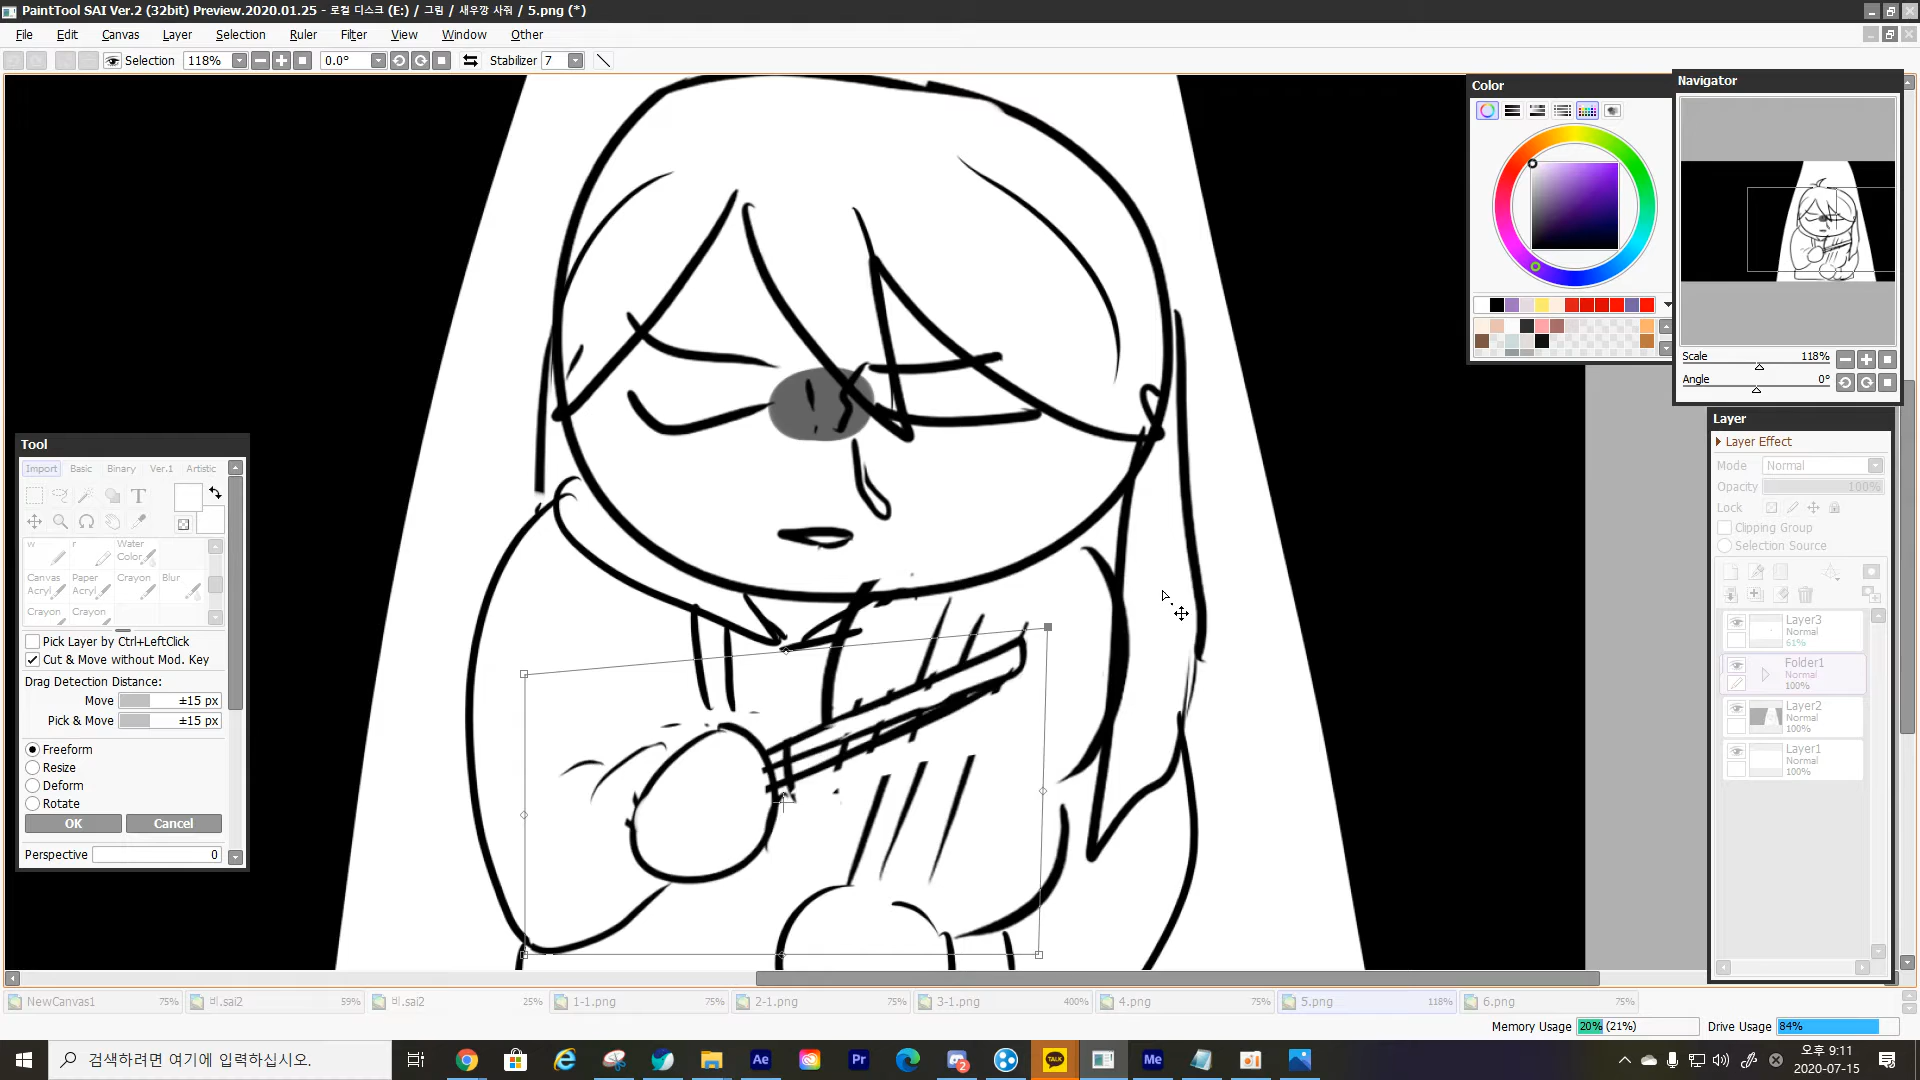 PaintTool SAI Ver.2 (32bit) Preview.2020.01.25 - 로컬 디스크 (E:) / 그림 / 새우깡 사줘 / 5.png (*)
File Edit Canvas Layer Selection Ruler Filter View Window Other
Selection 118% 0.0° Stabilizer 7
Color
Navigator
Scale 118%
Angle 0°
Layer
Layer Effect
Mode Normal
Opacity 100%
Lock
Clipping Group
Selection Source
Layer3
Normal
61%
Folder1
Normal
100%
Layer2
Normal
100%
Layer1
Normal
100%
Tool
Import Basic Binary Ver.1 Artistic
T
w r Water Color
Canvas Acryl Paper Acryl Crayon Blur
Crayon Crayon
Pick Layer by Ctrl+LeftClick
Cut & Move without Mod. Key
Drag Detection Distance:
Move ±15 px
Pick & Move ±15 px
Freeform
Resize
Deform
Rotate
OK Cancel
Perspective 0
NewCanvas1 75% 비.sai2 59% 비.sai2 25% 1-1.png 75% 2-1.png 75% 3-1.png 400% 4.png 75% 5.png 118% 6.png 75%
Memory Usage 20% (21%) Drive Usage 84%
검색하려면 여기에 입력하십시오.
Ae Pr 2 TALK Me
오후 9:11
2020-07-15